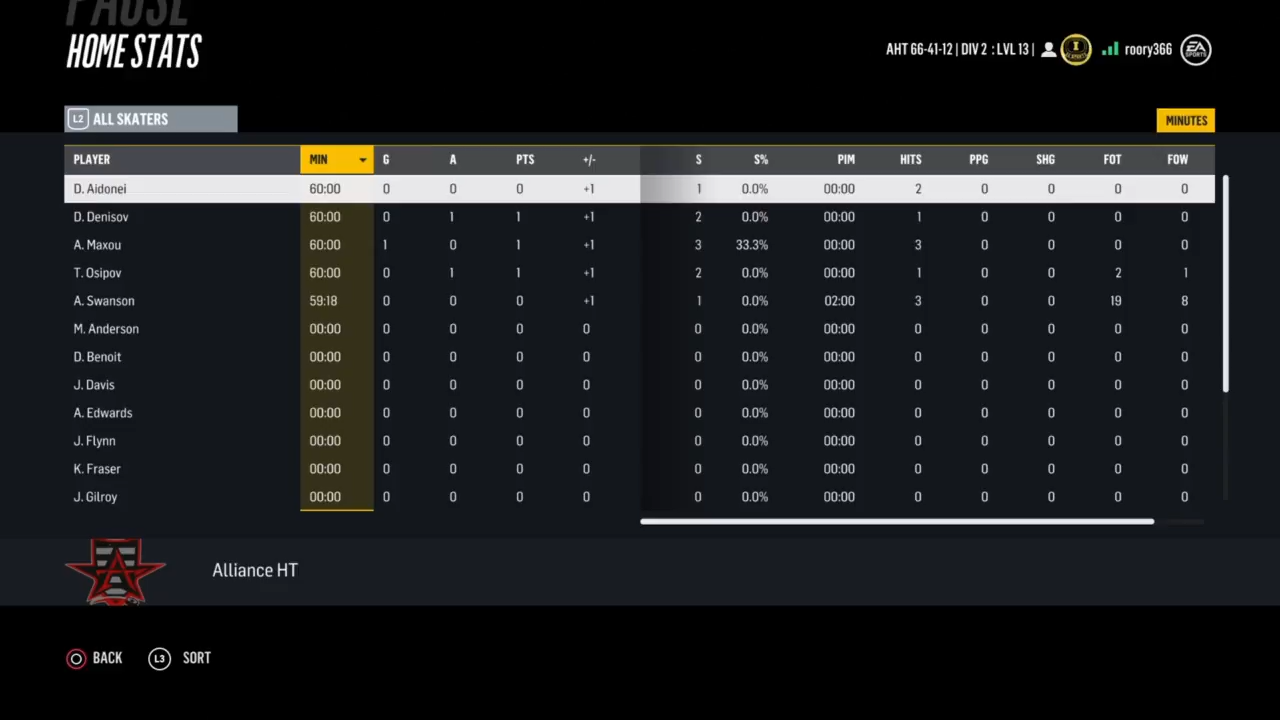 PAUSE
HOME STATS
AHT 66-41-12 | DIV 2 : LVL 13 | roory366 EA SPORTS
L2 ALL SKATERS
MINUTES
PLAYER MIN G A PTS +/- S S% PIM HITS PPG SHG FOT FOW
D. Aidonei 60:00 0 0 0 +1 1 0.0% 00:00 2 0 0 0 0
D. Denisov 60:00 0 1 1 +1 2 0.0% 00:00 1 0 0 0 0
A. Maxou 60:00 1 0 1 +1 3 33.3% 00:00 3 0 0 0 0
T. Osipov 60:00 0 1 1 +1 2 0.0% 00:00 1 0 0 2 1
A. Swanson 59:18 0 0 0 +1 1 0.0% 02:00 3 0 0 19 8
M. Anderson 00:00 0 0 0 0 0 0.0% 00:00 0 0 0 0 0
D. Benoit 00:00 0 0 0 0 0 0.0% 00:00 0 0 0 0 0
J. Davis 00:00 0 0 0 0 0 0.0% 00:00 0 0 0 0 0
A. Edwards 00:00 0 0 0 0 0 0.0% 00:00 0 0 0 0 0
J. Flynn 00:00 0 0 0 0 0 0.0% 00:00 0 0 0 0 0
K. Fraser 00:00 0 0 0 0 0 0.0% 00:00 0 0 0 0 0
J. Gilroy 00:00 0 0 0 0 0 0.0% 00:00 0 0 0 0 0
Alliance HT
BACK L3 SORT